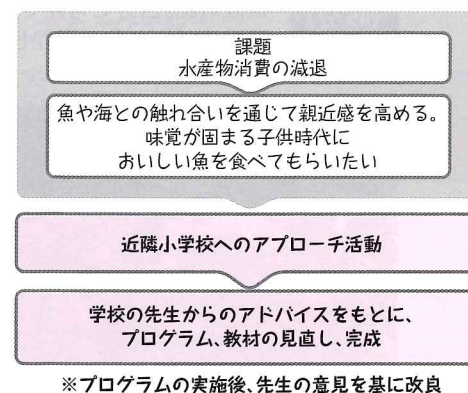 課題
水産物消費の減退
魚や海との触れ合いを通じて親近感を高める。
味覚が固まる子供時代に
おいしい魚を食べてもらいたい
近隣小学校へのアプローチ活動
学校の先生からのアドバイスをもとに、
プログラム、教材の見直し、完成
※プログラムの実施後、先生の意見を基に改良